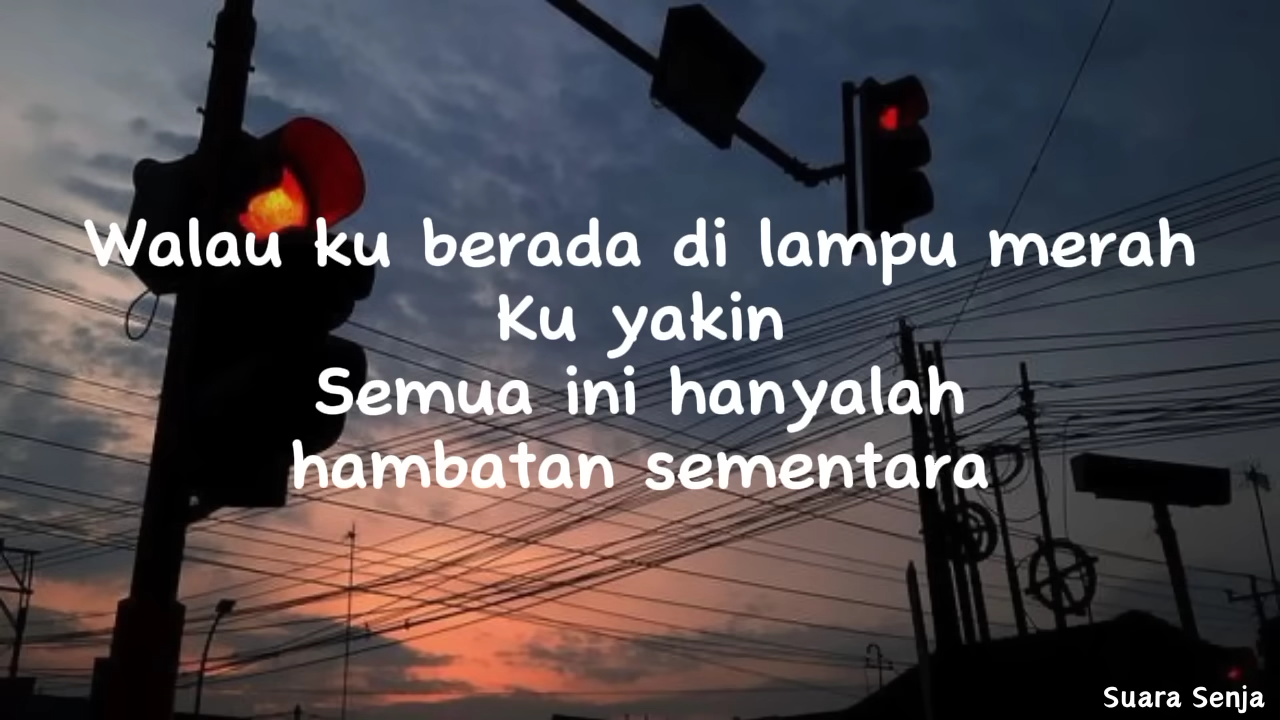 Walau ku berada di lampu merah
Ku yakin
Semua ini hanyalah
hambatan sementara
Suara Senja